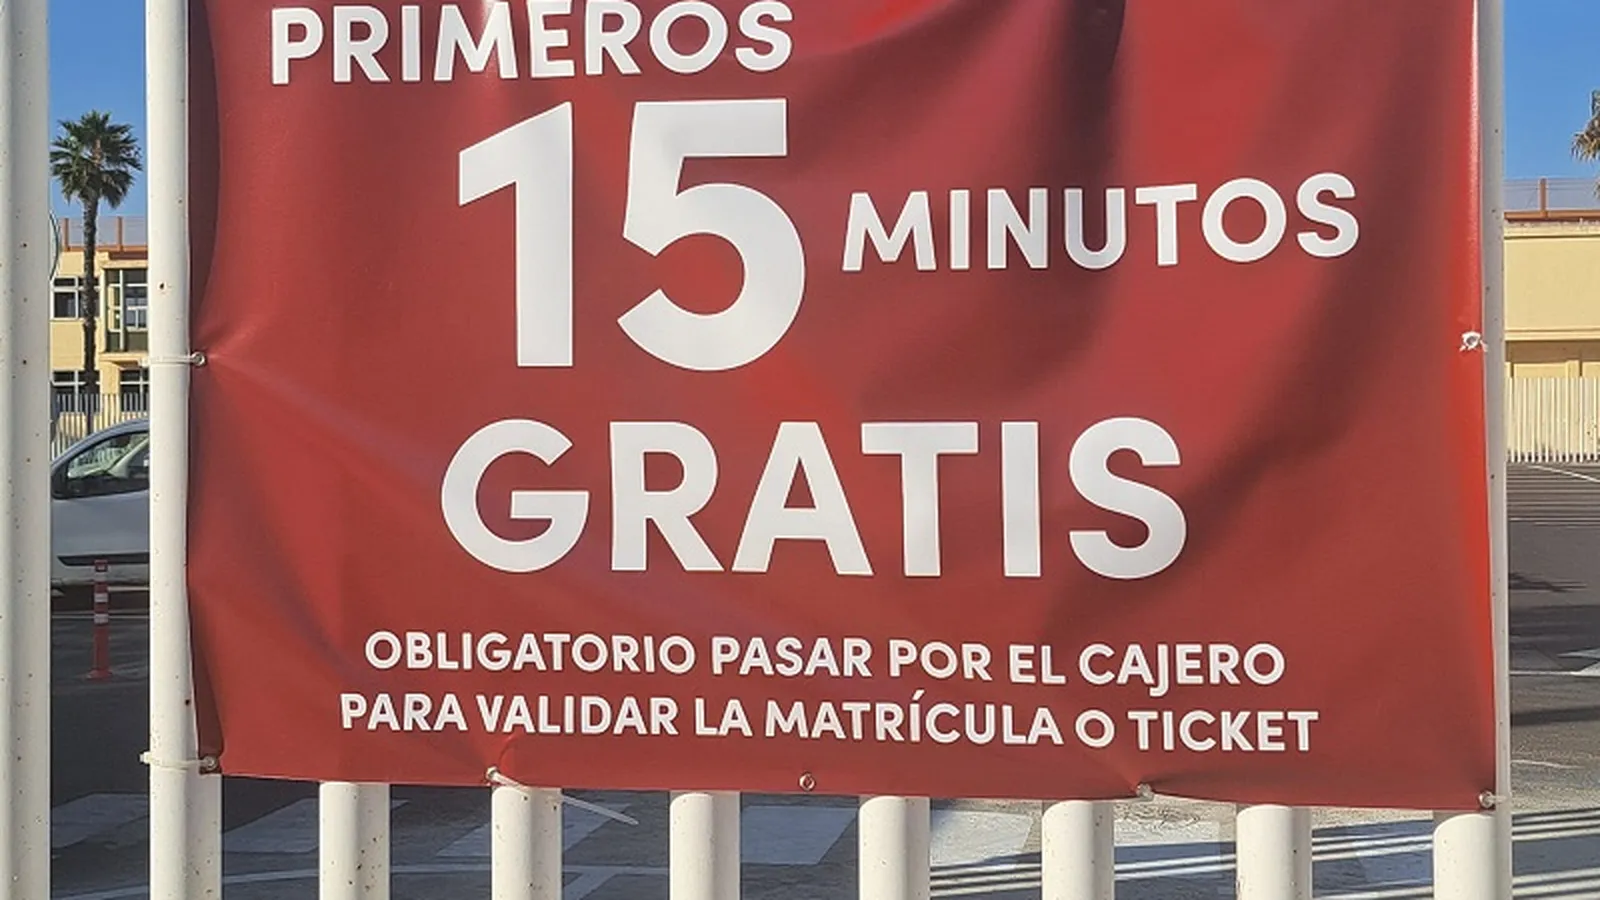 PRIMEROS
15 MINUTOS
GRATIS
OBLIGATORIO PASAR POR EL CAJERO
PARA VALIDAR LA MATRÍCULA O TICKET